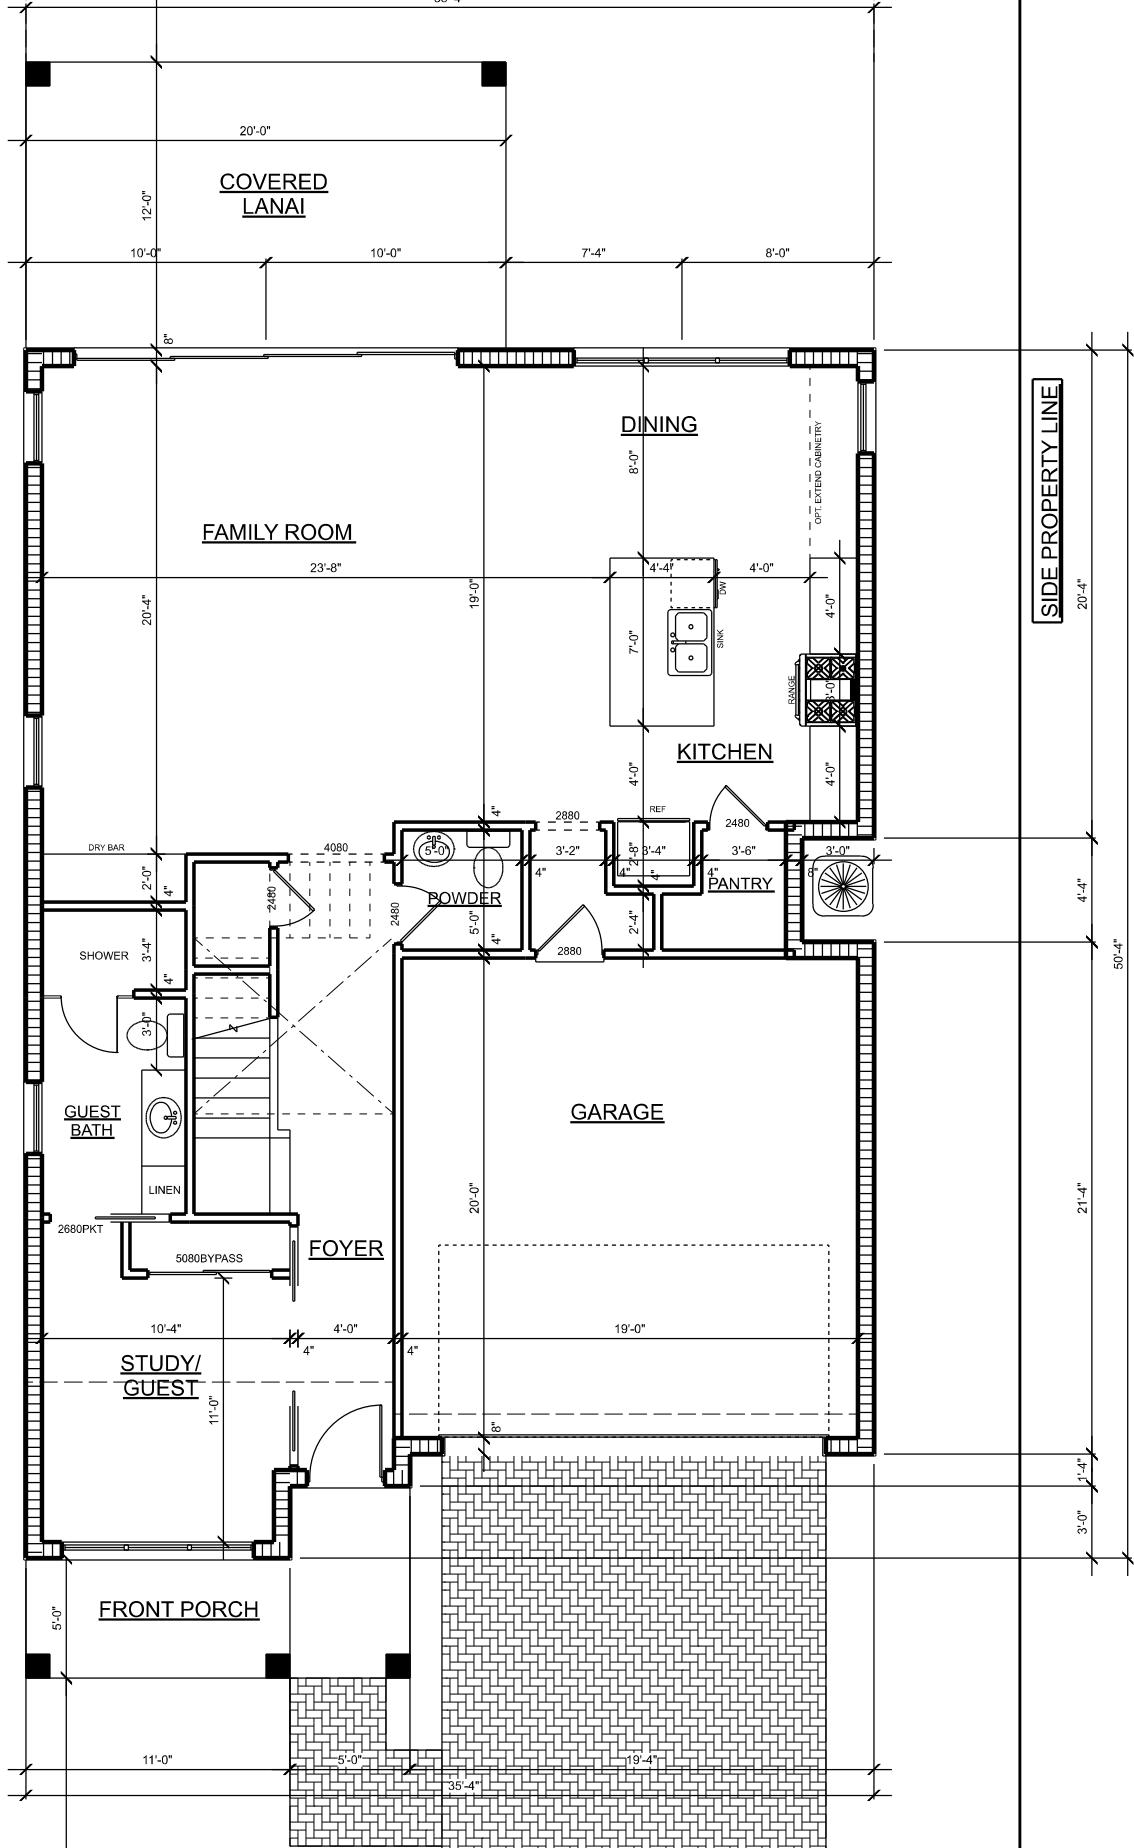 20'-0"
COVERED
LANAI
12'-0"
10'-0"
10'-0"
7'-4"
8'-0"
8"
DINING
8'-0"
OPT. EXTEND CABINETRY
SIDE PROPERTY LINE
FAMILY ROOM
23'-8"
4'-4"
4'-0"
DW
20'-4"
19'-0"
7'-0"
SINK
4'-0"
20'-4"
RANGE
3'-0"
KITCHEN
4'-0"
4'-0"
4"
2880
REF
2480
DRY BAR
4080
5'-0"
3'-2"
3'-4"
3'-6"
3'-0"
2'-8"
4"
4"
4"
4"
8"
2'-0"
4"
2480
2480
POWDER
PANTRY
4'-4"
5'-0"
4"
2'-4"
2880
SHOWER
3'-4"
4"
50'-4"
3'-0"
Z
GUEST
BATH
GARAGE
LINEN
20'-0"
21'-4"
2680PKT
5080BYPASS
FOYER
10'-4"
4'-0"
19'-0"
4"
4"
STUDY/
GUEST
11'-0"
8"
1'-4"
3'-0"
FRONT PORCH
5'-0"
11'-0"
5'-0"
19'-4"
35'-4"